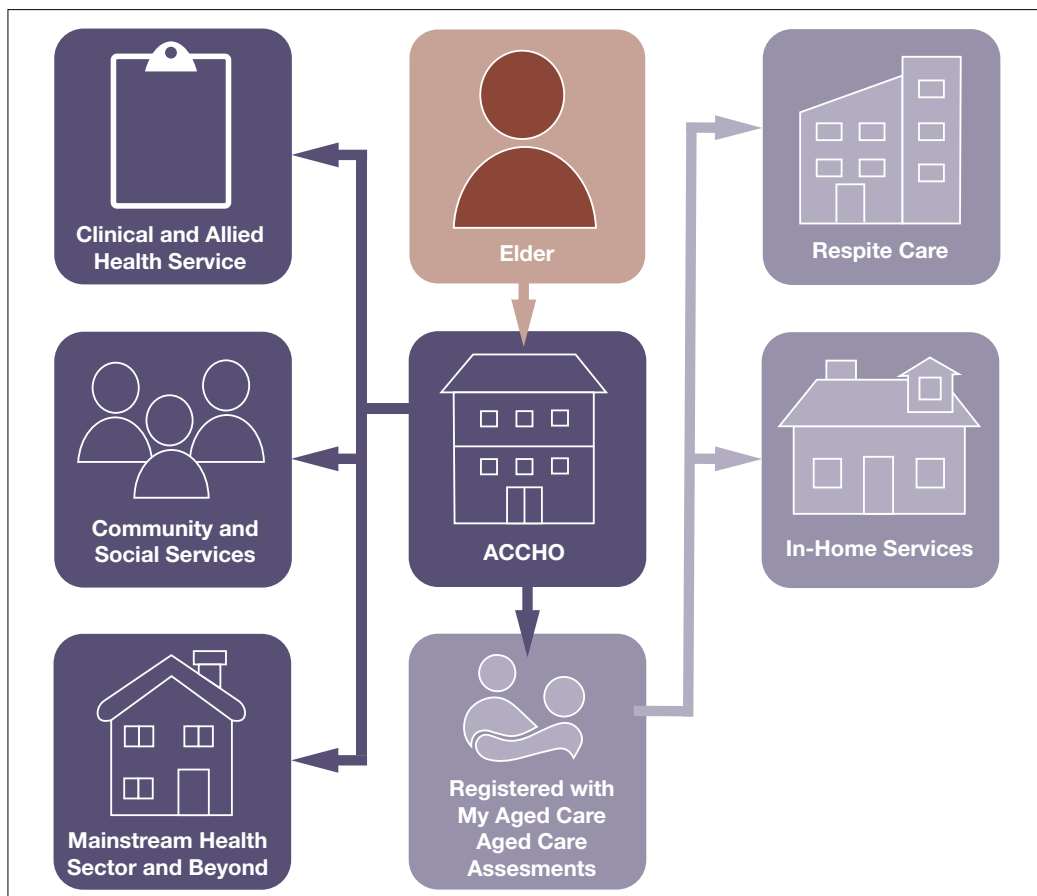 Clinical and Allied
Health Service
Elder
Respite Care
Community and
Social Services
ACCHO
In-Home Services
Mainstream Health
Sector and Beyond
Registered with
My Aged Care
Aged Care
Assesments